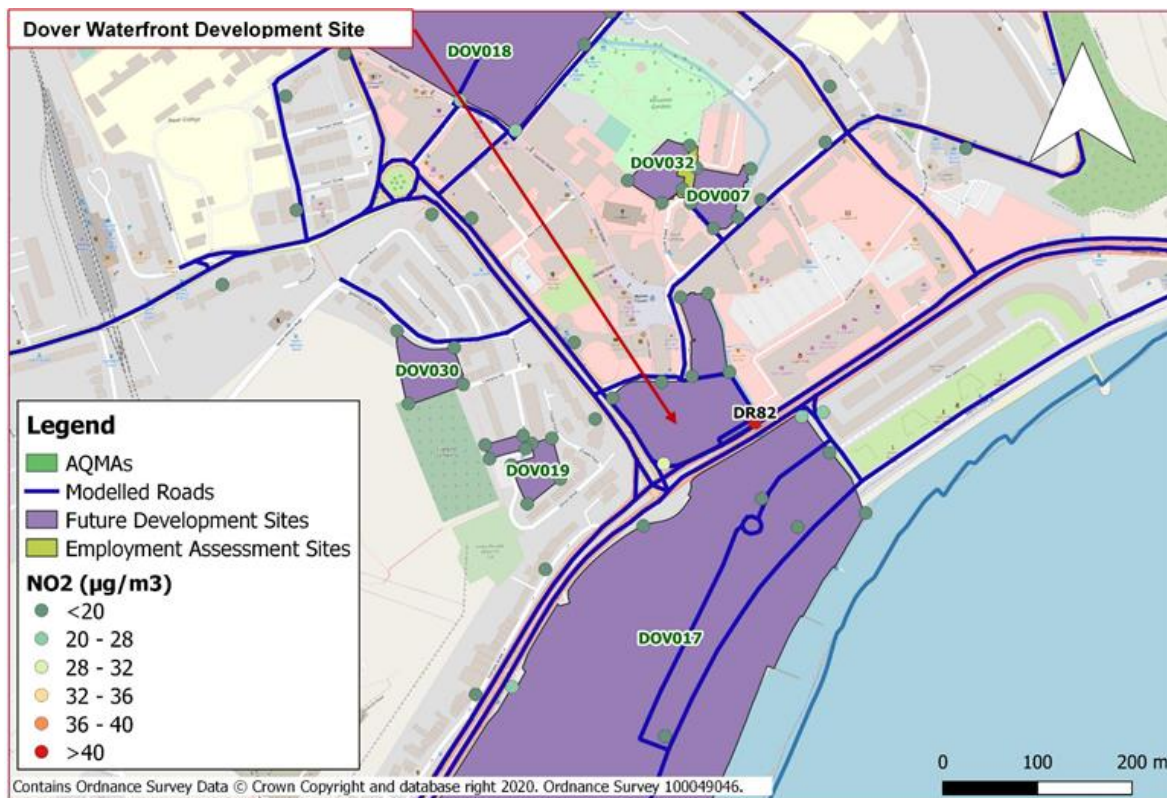 Dover Waterfront Development Site
DOV018
DOV032
DOV007
DOV030
DR82
DOV019
DOV017
Legend
AQMAs
Modelled Roads
Future Development Sites
Employment Assessment Sites
NO2 (µg/m3)
<20
20 - 28
28 - 32
32 - 36
36 - 40
>40
0 100 200 m
Contains Ordnance Survey Data © Crown Copyright and database right 2020. Ordnance Survey 100049046.